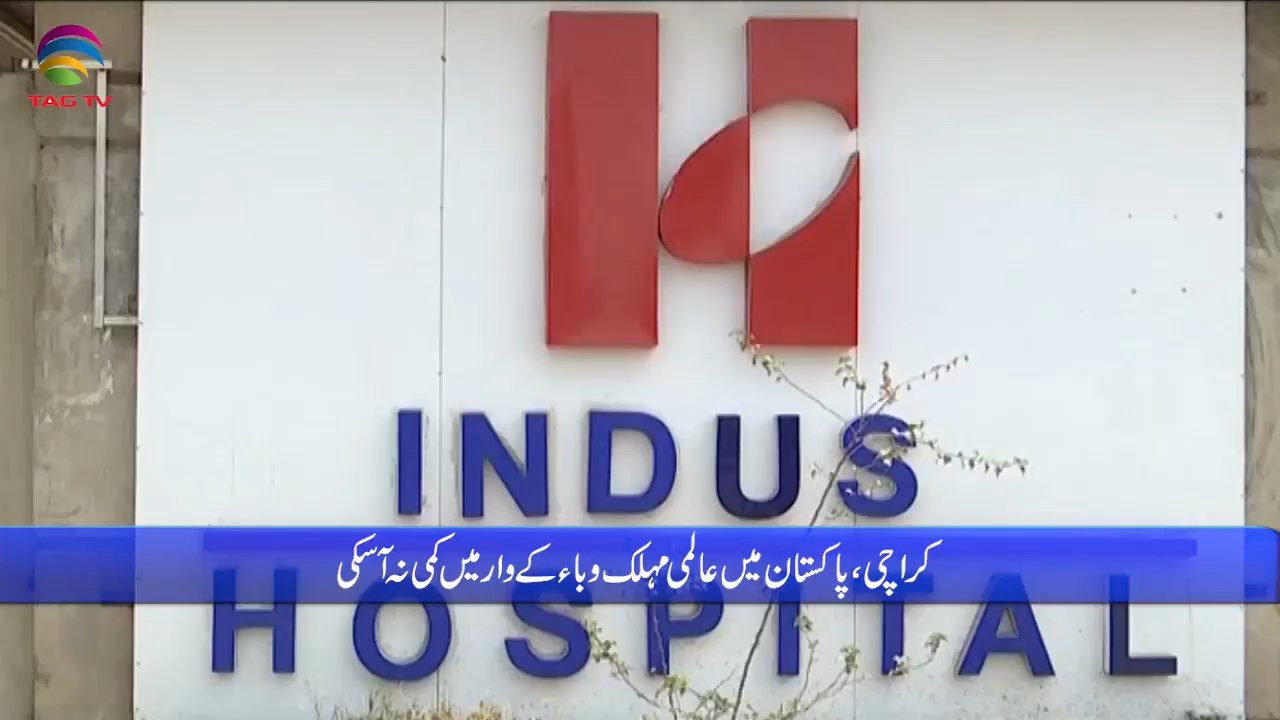 TAG TV
INDUS
کراچی، پاکستان میں عالمی مہلک وباء کے وار میں کمی نہ آسکی
HOSPITAL